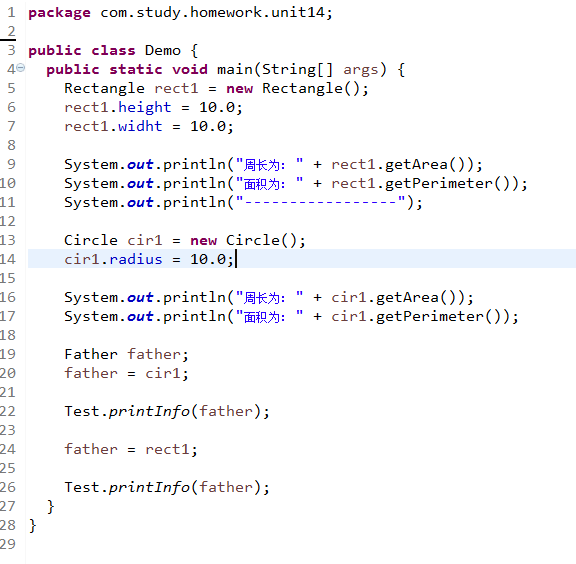 1 package com.study.homework.unit14;
2
3 public class Demo {
4 public static void main(String[] args) {
5 Rectangle rect1 = new Rectangle();
6 rect1.height = 10.0;
7 rect1.widht = 10.0;
8
9 System.out.println("周长为: " + rect1.getArea());
10 System.out.println("面积为: " + rect1.getPerimeter());
11 System.out.println("-----------------");
12
13 Circle cir1 = new Circle();
14 cir1.radius = 10.0;
15
16 System.out.println("周长为: " + cir1.getArea());
17 System.out.println("面积为: " + cir1.getPerimeter());
18
19 Father father;
20 father = cir1;
21
22 Test.printInfo(father);
23
24 father = rect1;
25
26 Test.printInfo(father);
27 }
28 }
29